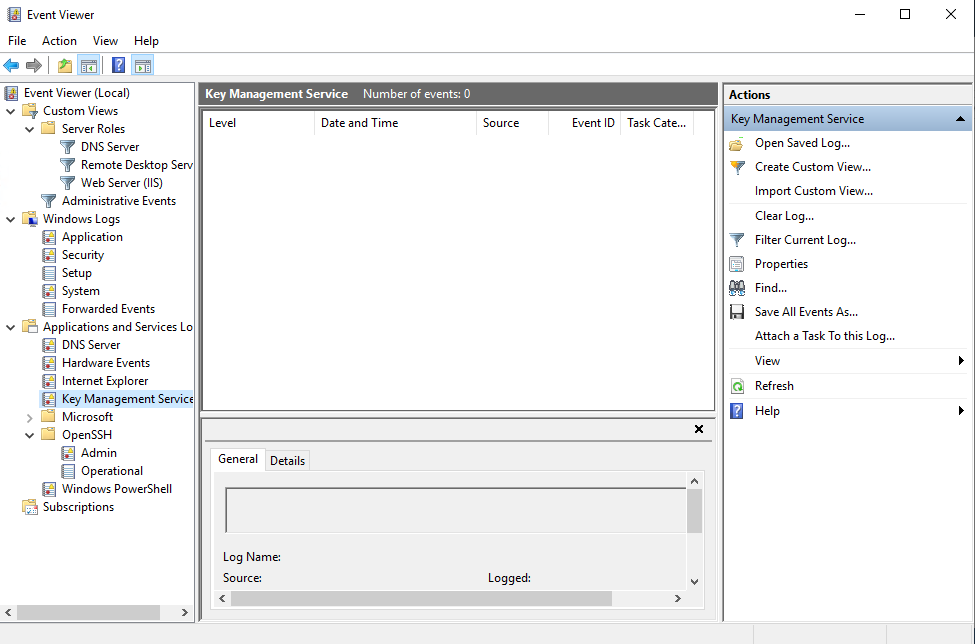 Event Viewer
File Action View Help
Event Viewer (Local)
Custom Views
Server Roles
DNS Server
Remote Desktop Serv
Web Server (IIS)
Administrative Events
Windows Logs
Application
Security
Setup
System
Forwarded Events
Applications and Services Lo
DNS Server
Hardware Events
Internet Explorer
Key Management Service
Microsoft
OpenSSH
Admin
Operational
Windows PowerShell
Subscriptions
Key Management Service Number of events: 0
Level Date and Time Source Event ID Task Cate...
General Details
Log Name:
Source: Logged:
Actions
Key Management Service
Open Saved Log...
Create Custom View...
Import Custom View...
Clear Log...
Filter Current Log...
Properties
Find...
Save All Events As...
Attach a Task To this Log...
View
Refresh
Help